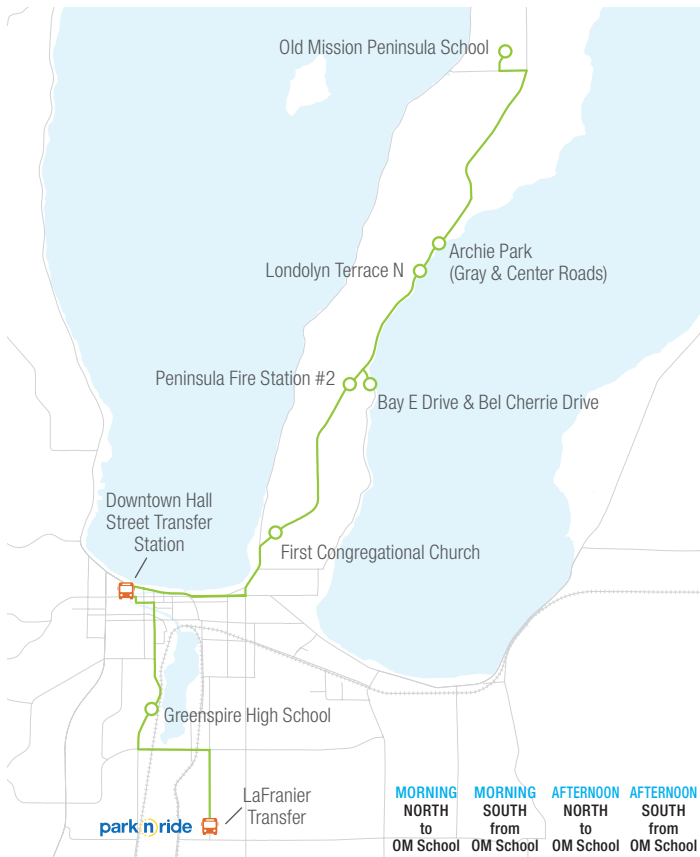 Old Mission Peninsula School
Archie Park
(Gray & Center Roads)
Londolyn Terrace N
Peninsula Fire Station #2
Bay E Drive & Bel Cherrie Drive
Downtown Hall
Street Transfer
Station
First Congregational Church
Greenspire High School
LaFranier
Transfer
park(n)ride
MORNING
NORTH
to
OM School
MORNING
SOUTH
from
OM School
AFTERNOON
NORTH
to
OM School
AFTERNOON
SOUTH
from
OM School